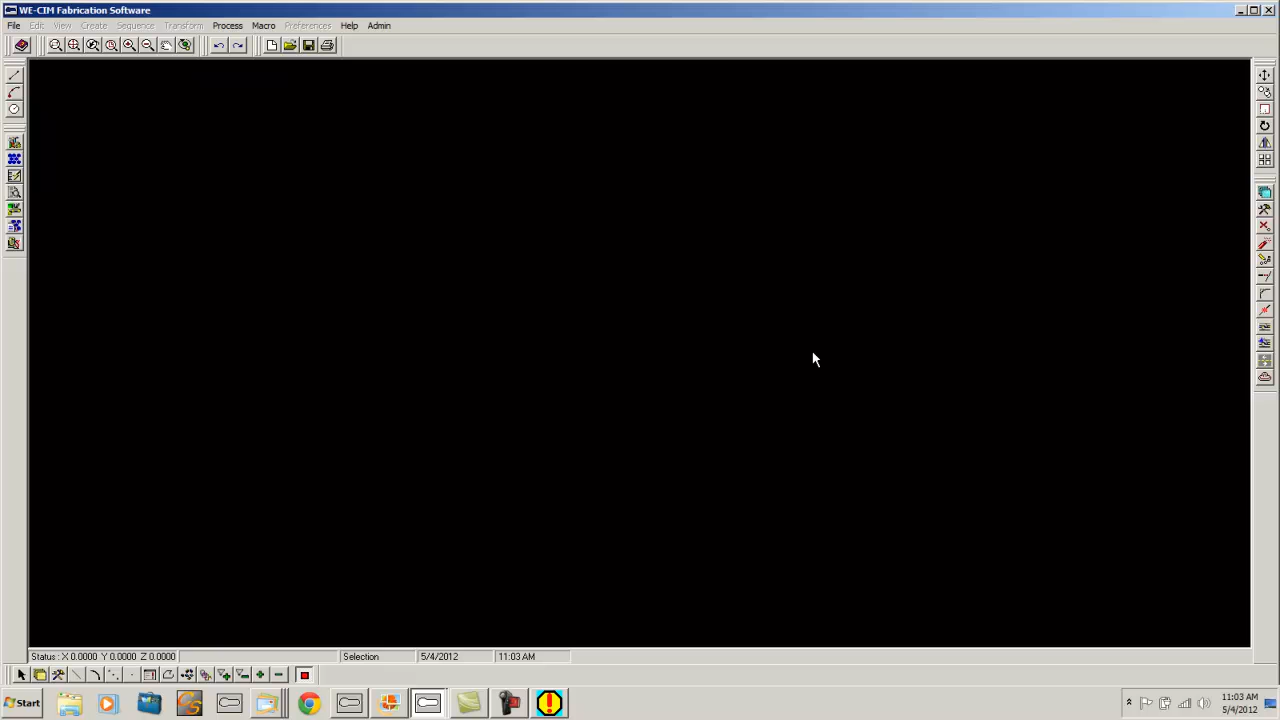 WE-CIM Fabrication Software
File Edit View Create Sequence Transform Process Macro Preferences Help Admin
Status : X 0.0000 Y 0.0000 Z 0.0000 Selection 5/4/2012 11:03 AM
Start 11:03 AM
5/4/2012